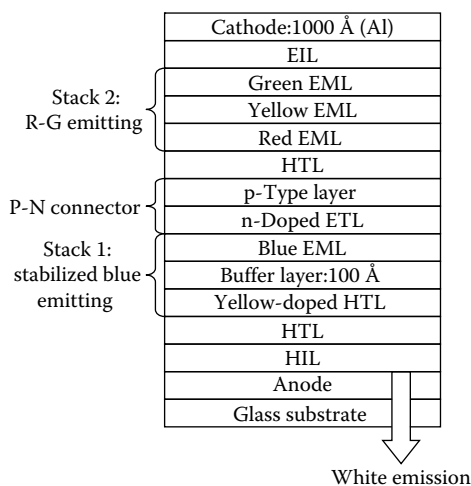 Cathode:1000 Å (Al)
EIL
Green EML
Yellow EML
Red EML
HTL
p-Type layer
n-Doped ETL
Blue EML
Buffer layer:100 Å
Yellow-doped HTL
HTL
HIL
Anode
Glass substrate
Stack 2:
R-G emitting
P-N connector
Stack 1:
stabilized blue
emitting
White emission